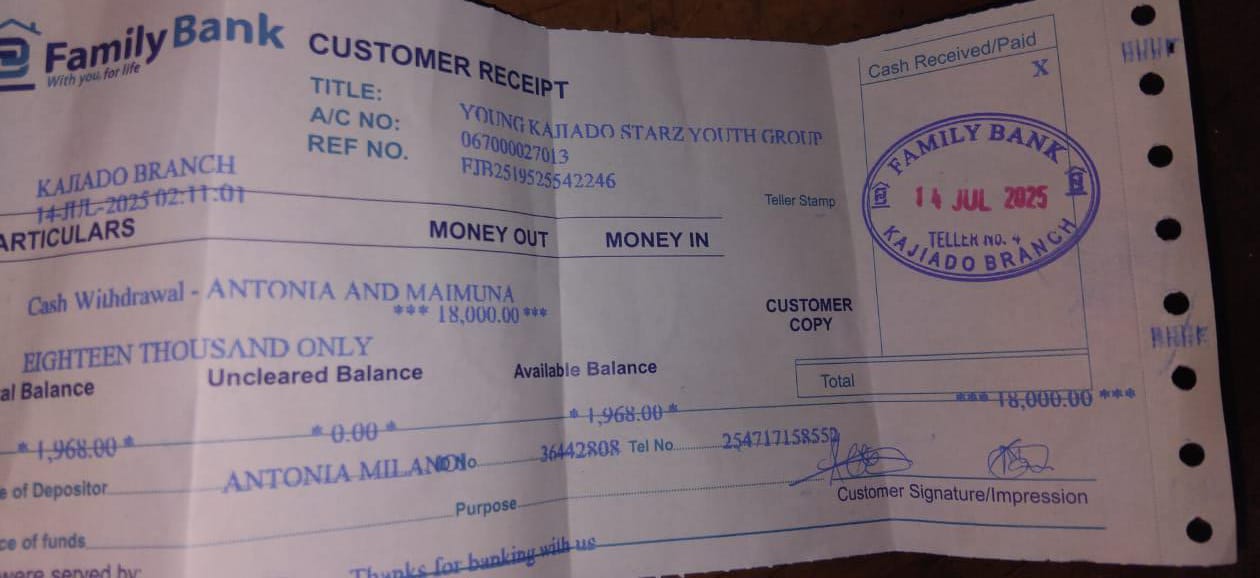 Family Bank
With you for life
CUSTOMER RECEIPT
TITLE: YOUNG KAJIADO STARZ YOUTH GROUP
A/C NO: 067000027013
REF NO. FJB2519525542246
KAJIADO BRANCH
14-JUL-2025 02:11:01
Cash Received/Paid
X
Teller Stamp
FAMILY BANK
14 JUL 2025
TELLER NO. 4
KAJIADO BRANCH
ARTICULARS MONEY OUT MONEY IN
Cash Withdrawal - ANTONIA AND MAIMUNA
*** 18,000.00 ***
CUSTOMER
COPY
EIGHTEEN THOUSAND ONLY
al Balance Uncleared Balance Available Balance
Total
*** 18,000.00 ***
* 1,968.00 * * 0.00 * * 1,968.00 *
ANTONIA MILANOI No 36442808 Tel No 254717158552
e of Depositor
Customer Signature/Impression
Purpose
ce of funds
were served by:
Thanks for banking with us